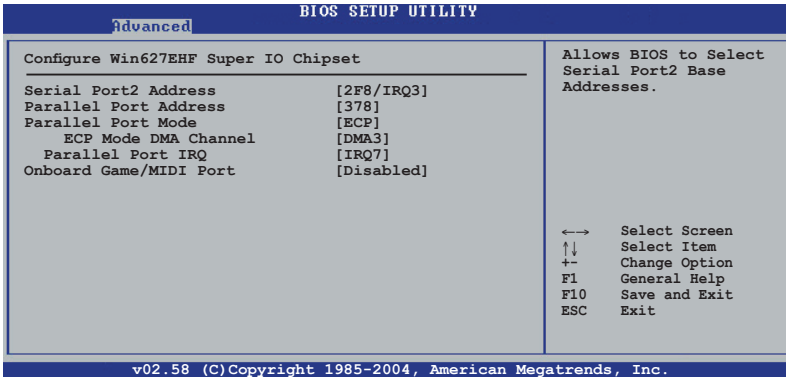 BIOS SETUP UTILITY
Advanced
Configure Win627EHF Super IO Chipset
Serial Port2 Address [2F8/IRQ3]
Parallel Port Address [378]
Parallel Port Mode [ECP]
ECP Mode DMA Channel [DMA3]
Parallel Port IRQ [IRQ7]
Onboard Game/MIDI Port [Disabled]
Allows BIOS to Select
Serial Port2 Base
Addresses.
←→ Select Screen
↑↓ Select Item
+- Change Option
F1 General Help
F10 Save and Exit
ESC Exit
v02.58 (C)Copyright 1985-2004, American Megatrends, Inc.